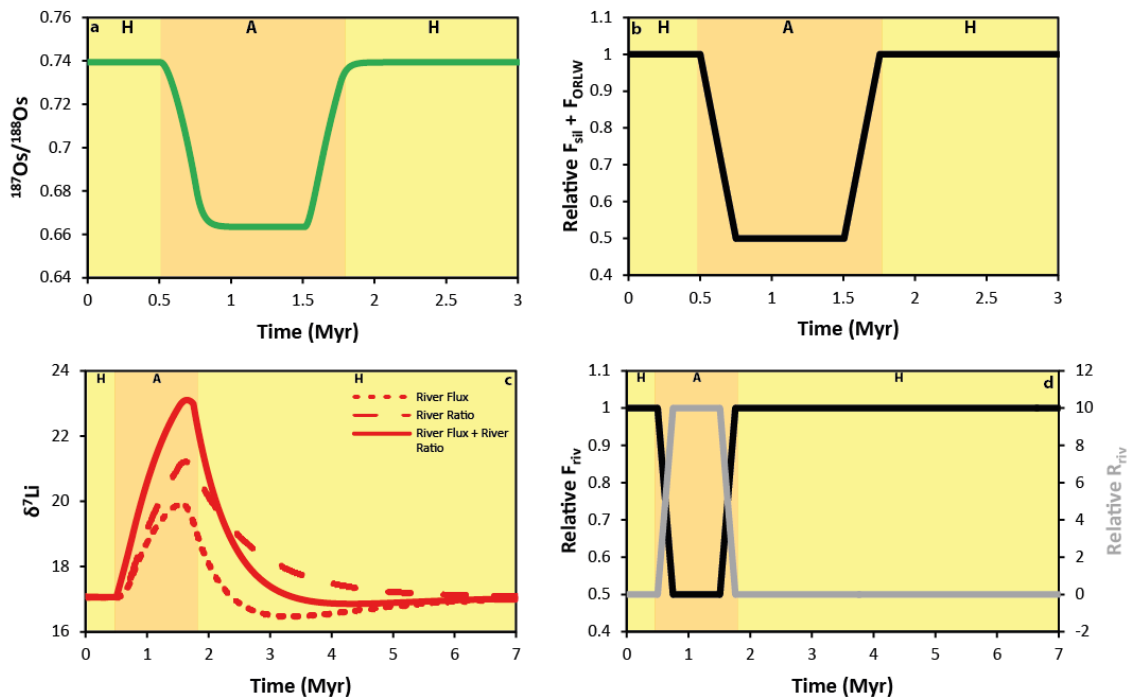 a H A H
0.76
0.74
0.72
0.7
0.68
0.66
0.64
187Os/188Os
0 0.5 1 1.5 2 2.5 3
Time (Myr)
b H A H
1.1
1
0.9
0.8
0.7
0.6
0.5
0.4
Relative Fsil + FORLW
0 0.5 1 1.5 2 2.5 3
Time (Myr)
H A H c
24
22
20
18
16
δ7Li
River Flux
River Ratio
River Flux + River
Ratio
0 1 2 3 4 5 6 7
Time (Myr)
H A H d
1.1
1
0.9
0.8
0.7
0.6
0.5
0.4
Relative Friv
12
10
8
6
4
2
0
-2
Relative Rriv
0 1 2 3 4 5 6 7
Time (Myr)